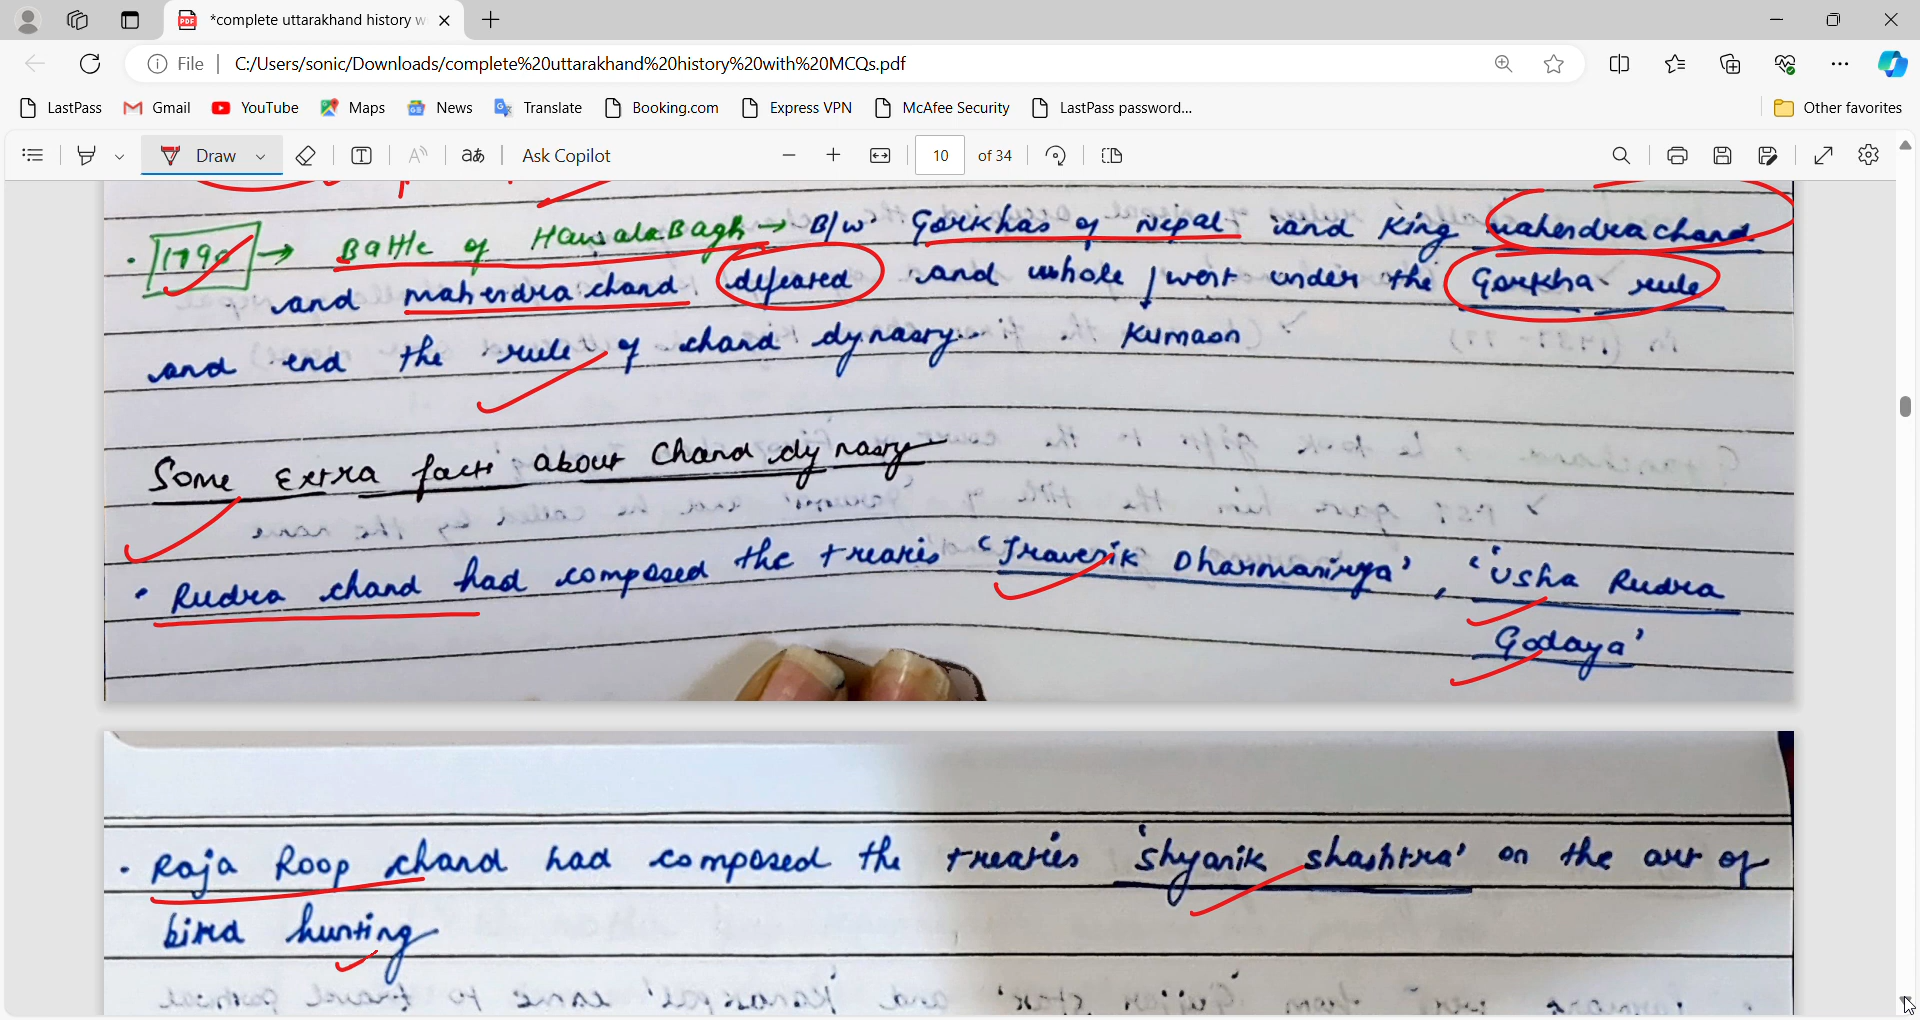 *complete uttarakhand history w
File C:/Users/sonic/Downloads/complete%20uttarakhand%20history%20with%20MCQs.pdf
LastPass Gmail YouTube Maps News Translate Booking.com Express VPN McAfee Security LastPass password... Other favorites
Draw Ask Copilot 10 of 34
• 1790 → Battle of HawalaBagh → B/w Gorkhas of Nepal and King Mahendra chand
and mahendra chand defeated and whole went under the Gorkha rule
and end the rule of chand dynasty. Kumaon
Some Extra facts about Chand dynasty
• Rudra chand had composed the treaties 'Traverik Dharmanirya', 'Usha Rudra
Godaya'
• Raja Roop chand had composed the treaties 'Shyanik shashtra' on the art of
bird hunting